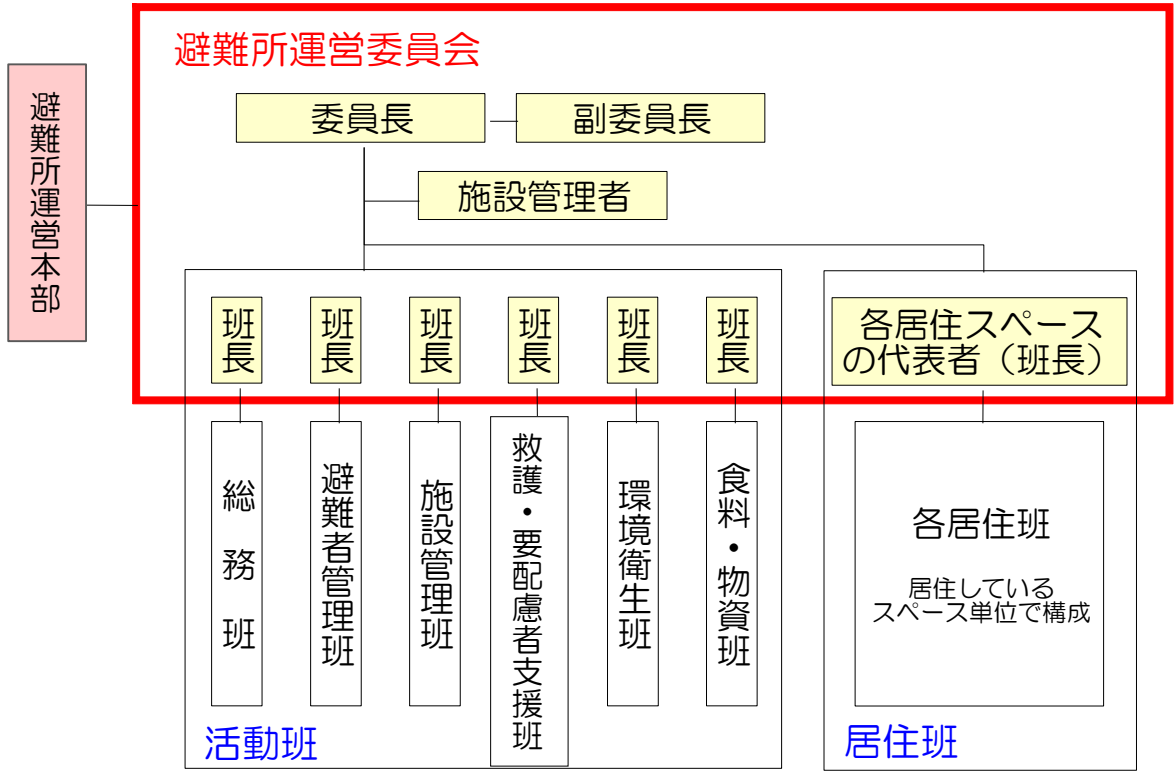 避難所運営委員会
避難所運営本部
委員長
副委員長
施設管理者
班長
班長
班長
班長
班長
班長
各居住スペース
の代表者（班長）
総務班
避難者管理班
施設管理班
救護・要配慮者支援班
環境衛生班
食料・物資班
各居住班
居住している
スペース単位で構成
活動班
居住班